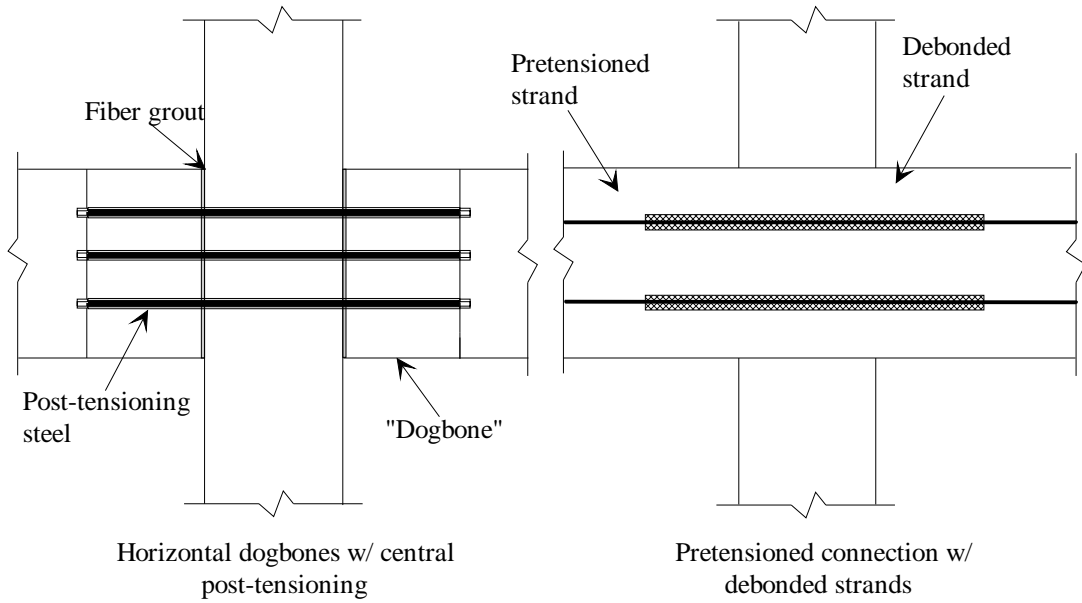 Fiber grout
Post-tensioning
steel
"Dogbone"
Horizontal dogbones w/ central
post-tensioning
Pretensioned
strand
Debonded
strand
Pretensioned connection w/
debonded strands